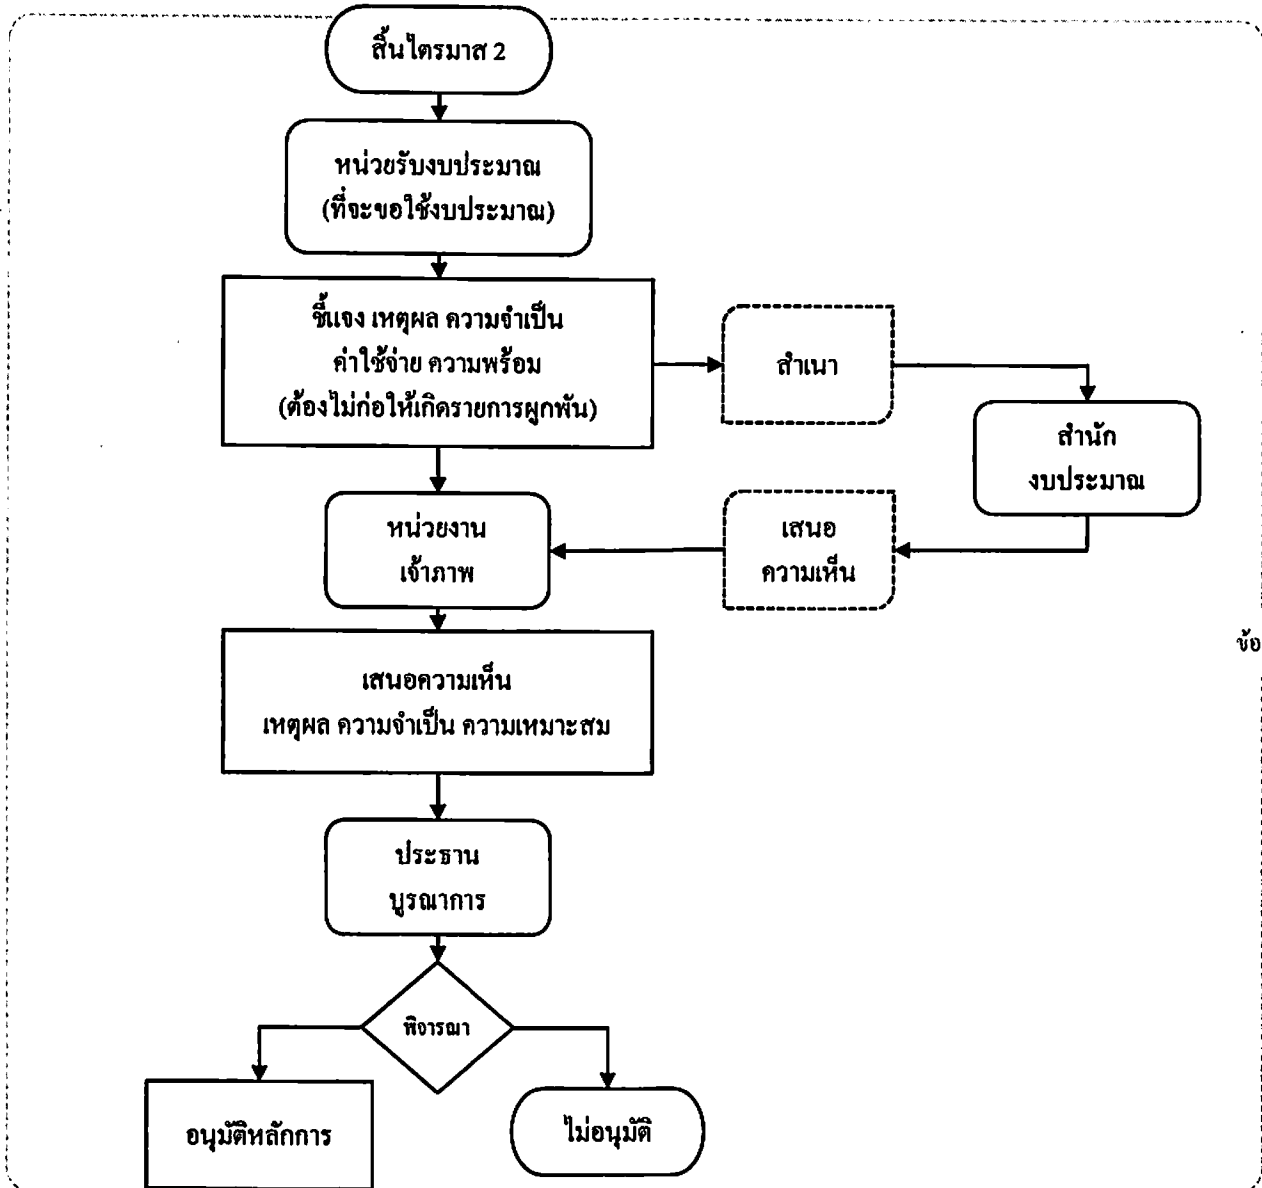 สิ้นไตรมาส 2
หน่วยรับงบประมาณ
(ที่จะขอใช้งบประมาณ)
ชี้แจง เหตุผล ความจำเป็น
ค่าใช้จ่าย ความพร้อม
(ต้องไม่ก่อให้เกิดรายการผูกพัน)
สำเนา
สำนัก
งบประมาณ
หน่วยงาน
เจ้าภาพ
เสนอ
ความเห็น
ข้อ
เสนอความเห็น
เหตุผล ความจำเป็น ความเหมาะสม
ประธาน
บูรณาการ
พิจารณา
อนุมัติหลักการ
ไม่อนุมัติ